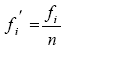 f_i' = f_i / n